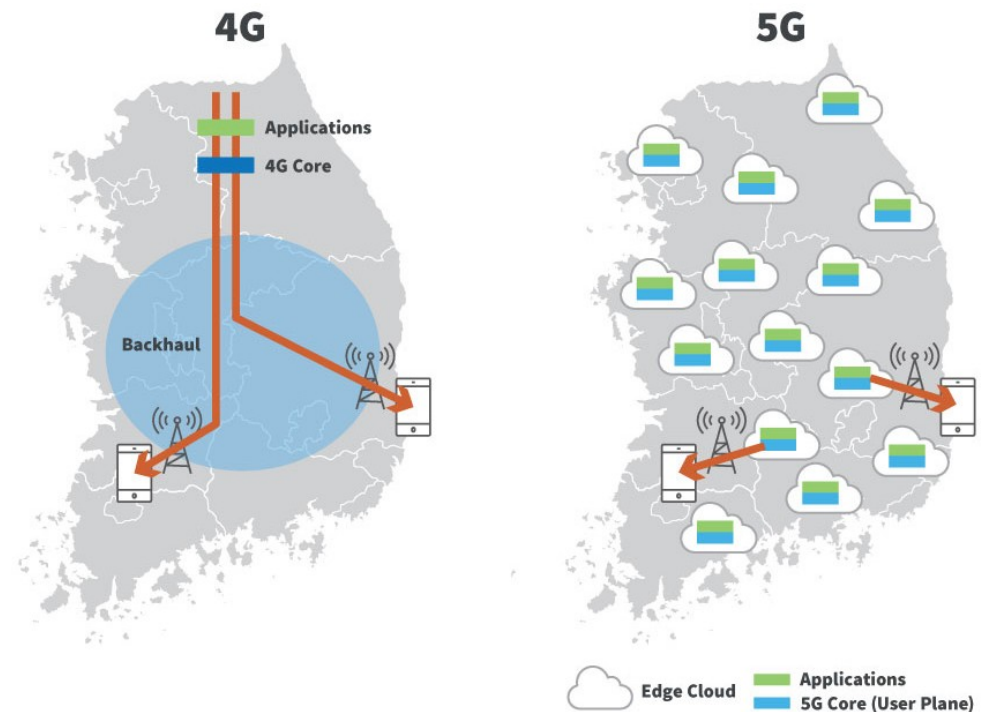 4G
Applications
4G Core
Backhaul
5G
Edge Cloud
Applications
5G Core (User Plane)